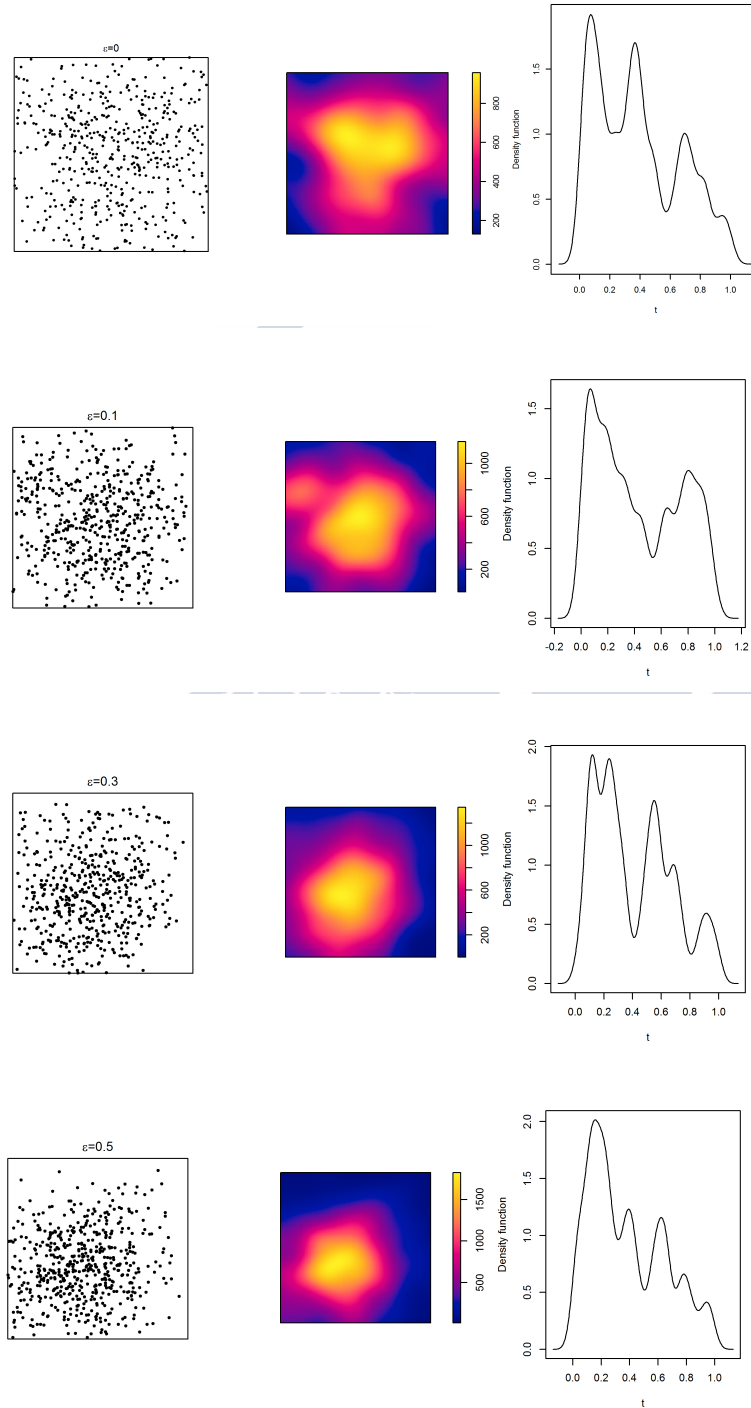 ε=0
200 400 600 800
Density function
0.0 0.5 1.0 1.5
0.0 0.2 0.4 0.6 0.8 1.0
t
ε=0.1
200 600 1000
Density function
0.0 0.5 1.0 1.5
-0.2 0.0 0.2 0.4 0.6 0.8 1.0 1.2
t
ε=0.3
200 600 1000
Density function
0.0 0.5 1.0 1.5 2.0
0.0 0.2 0.4 0.6 0.8 1.0
t
ε=0.5
500 1000 1500
Density function
0.0 0.5 1.0 1.5 2.0
0.0 0.2 0.4 0.6 0.8 1.0
t